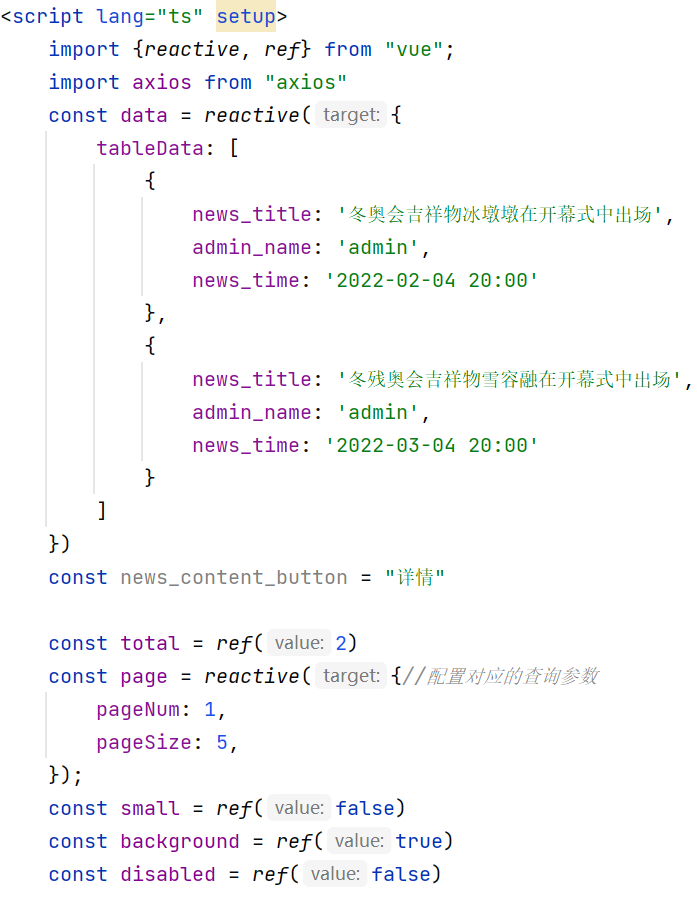 <script lang="ts" setup>
    import {reactive, ref} from "vue";
    import axios from "axios"
    const data = reactive( target: {
        tableData: [
            {
                news_title: '冬奥会吉祥物冰墩墩在开幕式中出场',
                admin_name: 'admin',
                news_time: '2022-02-04 20:00'
            },
            {
                news_title: '冬残奥会吉祥物雪容融在开幕式中出场',
                admin_name: 'admin',
                news_time: '2022-03-04 20:00'
            }
        ]
    })
    const news_content_button = "详情"
    const total = ref( value: 2)
    const page = reactive( target: {//配置对应的查询参数
        pageNum: 1,
        pageSize: 5,
    });
    const small = ref( value: false)
    const background = ref( value: true)
    const disabled = ref( value: false)